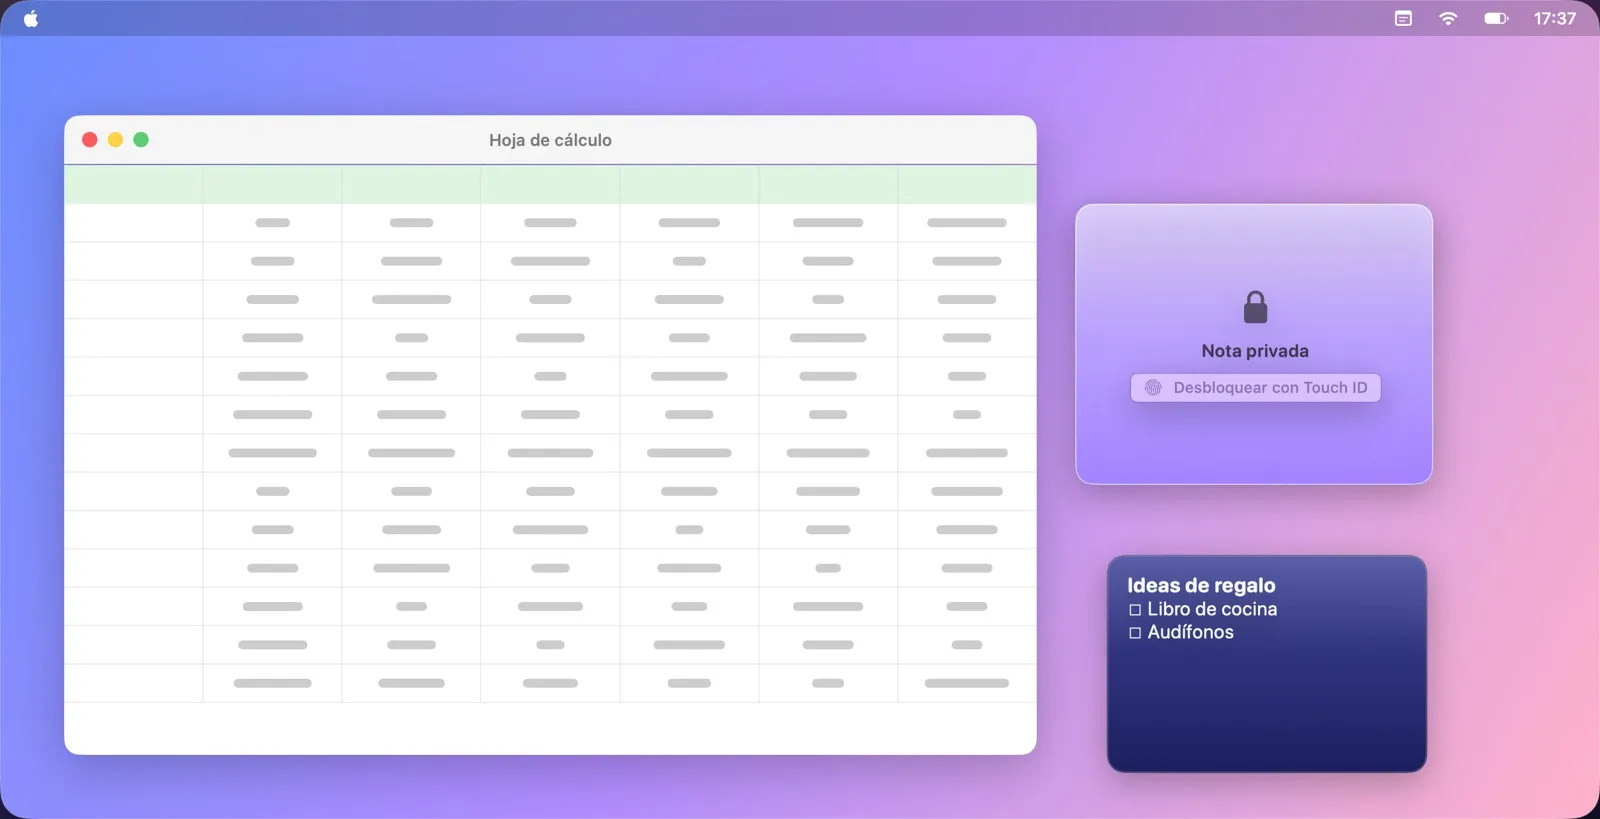 17:37
Hoja de cálculo
Nota privada
Desbloquear con Touch ID
Ideas de regalo
☐ Libro de cocina
☐ Audífonos